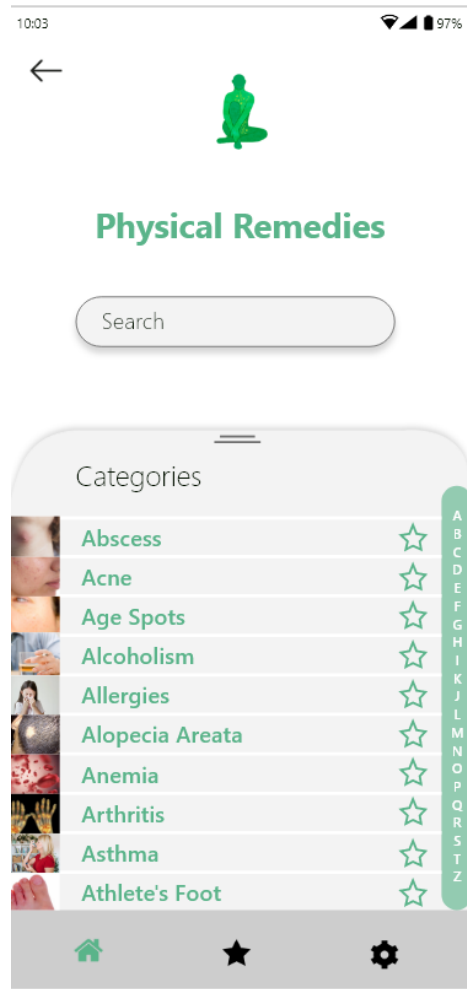 10:03 97%
Physical Remedies
Search
Categories
Abscess
Acne
Age Spots
Alcoholism
Allergies
Alopecia Areata
Anemia
Arthritis
Asthma
Athlete's Foot
A
B
C
D
E
F
G
H
I
K
J
L
M
N
O
P
Q
R
S
T
Z